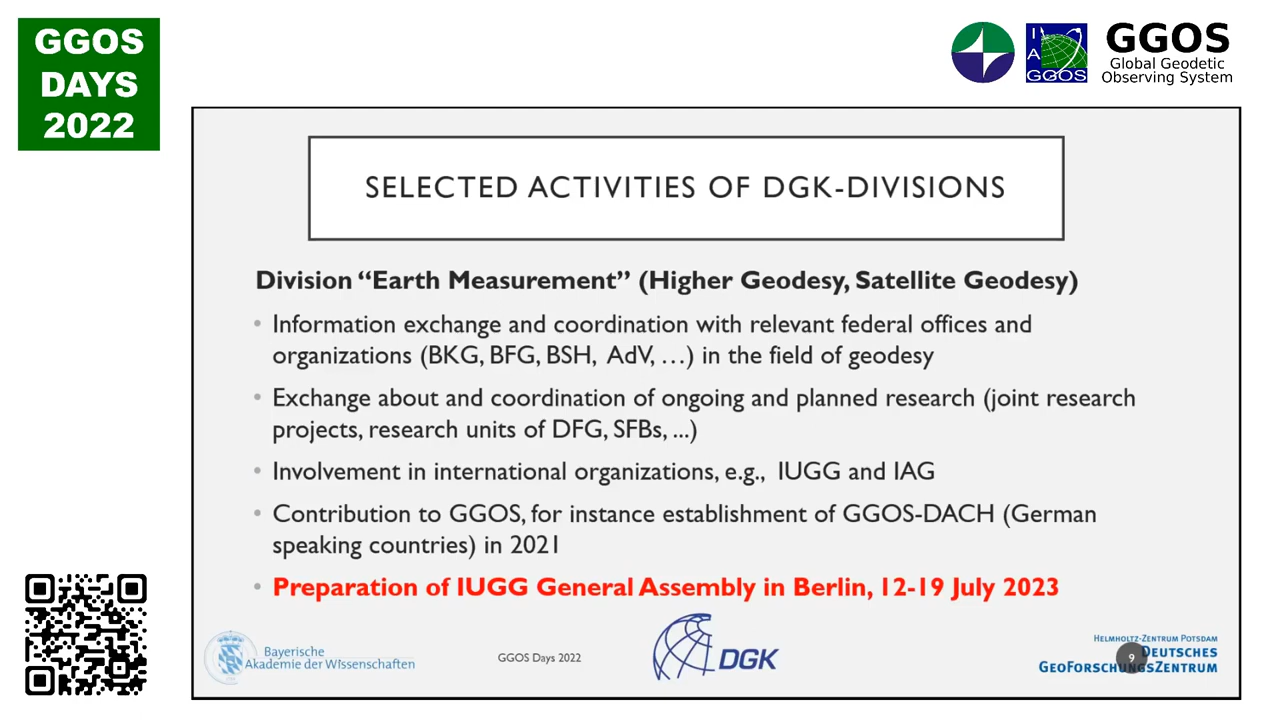 GGOS
DAYS
2022
I
A
GGOS
GGOS
Global Geodetic
Observing System
SELECTED ACTIVITIES OF DGK-DIVISIONS
Division “Earth Measurement” (Higher Geodesy, Satellite Geodesy)
• Information exchange and coordination with relevant federal offices and
organizations (BKG, BFG, BSH, AdV, …) in the field of geodesy
• Exchange about and coordination of ongoing and planned research (joint research
projects, research units of DFG, SFBs, ...)
• Involvement in international organizations, e.g., IUGG and IAG
• Contribution to GGOS, for instance establishment of GGOS-DACH (German
speaking countries) in 2021
• Preparation of IUGG General Assembly in Berlin, 12-19 July 2023
Bayerische
Akademie der Wissenschaften
GGOS Days 2022
DGK
HELMHOLTZ-ZENTRUM POTSDAM
DEUTSCHES
GEOFORSCHUNGSZENTRUM
9